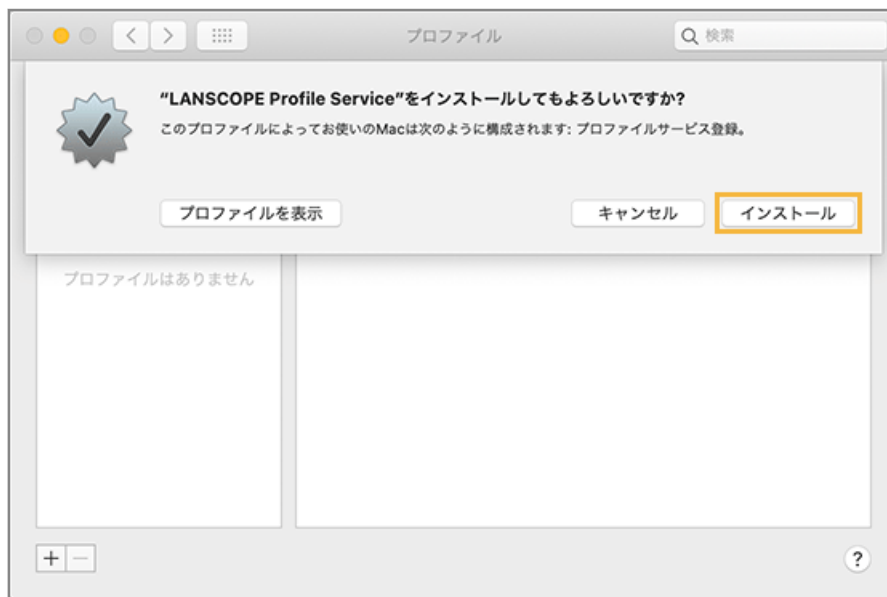 プロファイル
検索
“LANSCOPE Profile Service”をインストールしてもよろしいですか?
このプロファイルによってお使いのMacは次のように構成されます: プロファイルサービス登録。
プロファイルを表示
キャンセル
インストール
プロファイルはありません
+
−
?